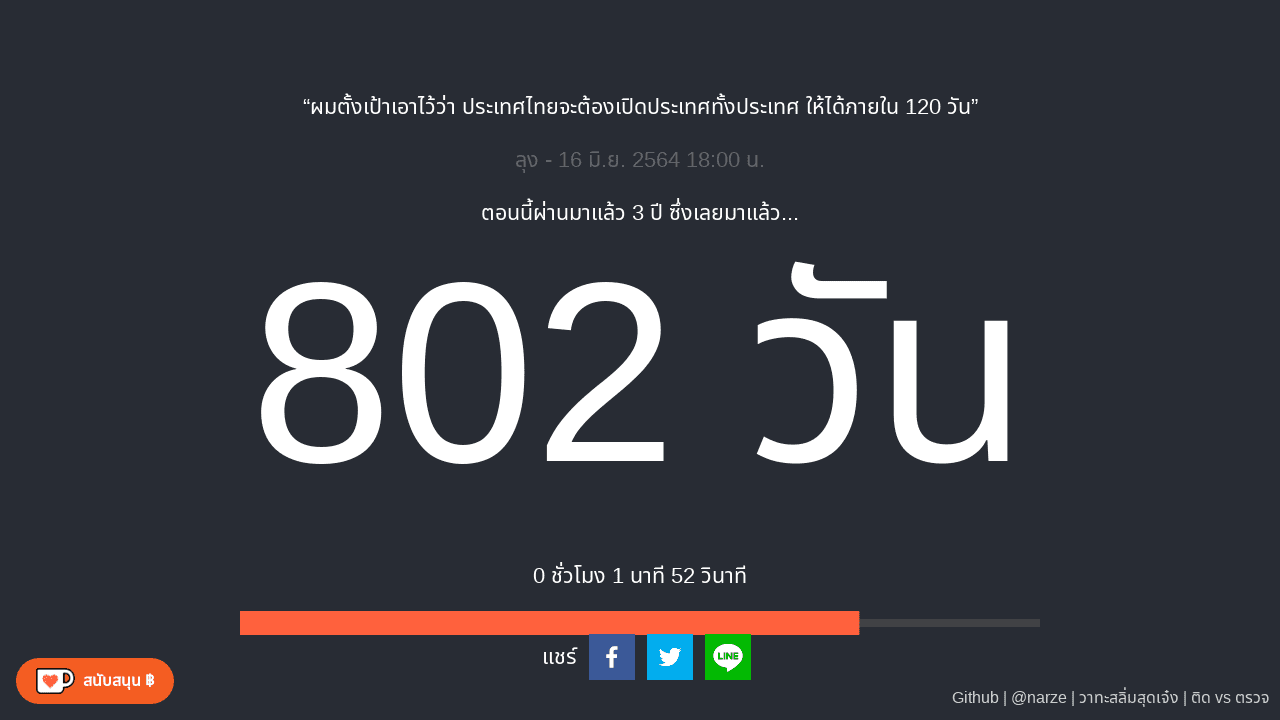 “ผมตั้งเป้าเอาไว้ว่า ประเทศไทยจะต้องเปิดประเทศทั้งประเทศ ให้ได้ภายใน 120 วัน”
ลุง - 16 มิ.ย. 2564 18:00 น.
ตอนนี้ผ่านมาแล้ว 3 ปี ซึ่งเลยมาแล้ว...
802 วัน
0 ชั่วโมง 1 นาที 52 วินาที
แชร์
LINE
สนับสนุน ฿
Github | @narze | วาทะสลิ่มสุดเจ๋ง | ติด vs ตรวจ